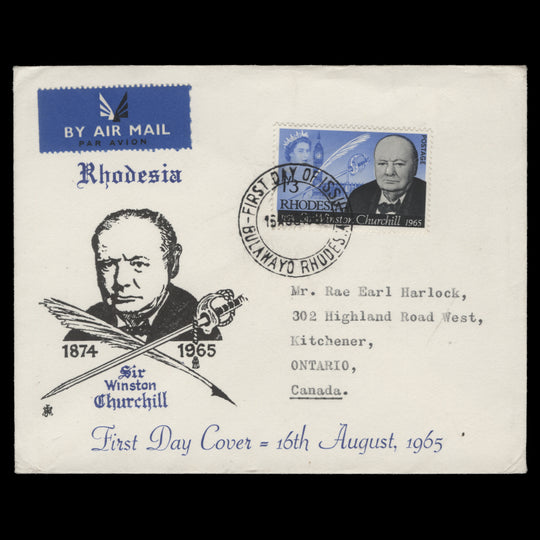 BY AIR MAIL
PAR AVION
Rhodesia
1874 1965
Sir
Winston
Churchill
First Day Cover = 16th August, 1965
POSTAGE
1'3
RHODESIA
Sir Winston Churchill 1965
FIRST DAY OF ISSUE
BULAWAYO RHODES
Mr. Rae Earl Harlock,
302 Highland Road West,
Kitchener,
ONTARIO,
Canada.